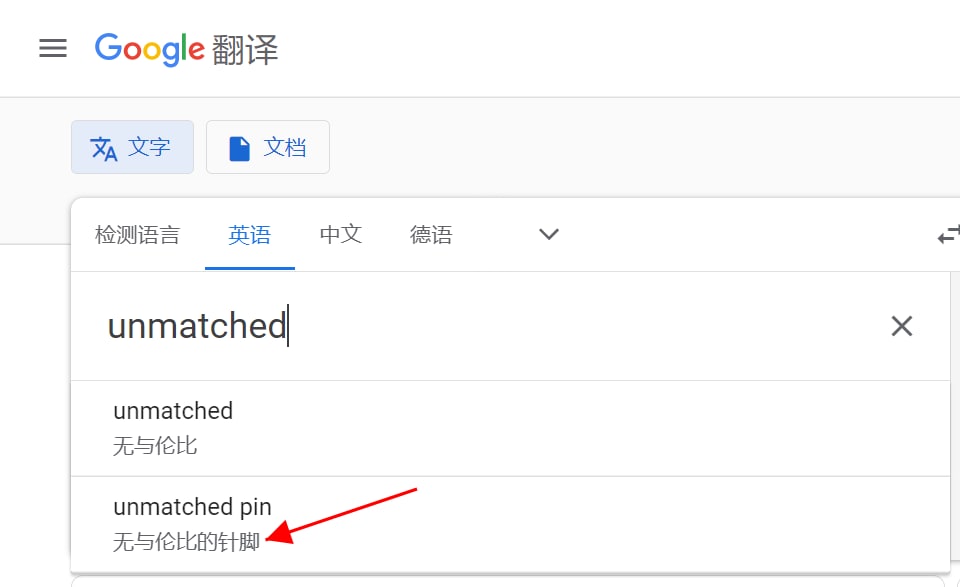 Google 翻译
文字 文档
检测语言 英语 中文 德语
unmatched
unmatched
无与伦比
unmatched pin
无与伦比的针脚